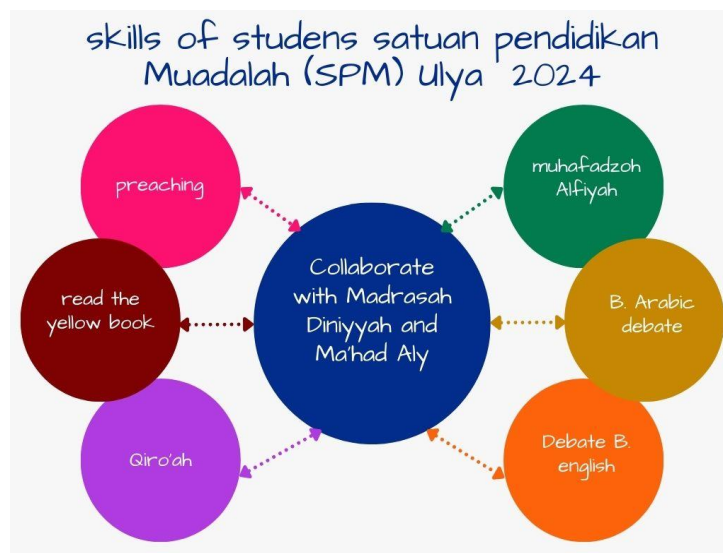 skills of studens satuan pendidikan
Muadalah (SPM) Ulya 2024
preaching
muhafadzoh
Alfiyah
Collaborate
with Madrasah
Diniyyah and
Ma'had Aly
read the
yellow book
B. Arabic
debate
Qiro'ah
Debate B.
english